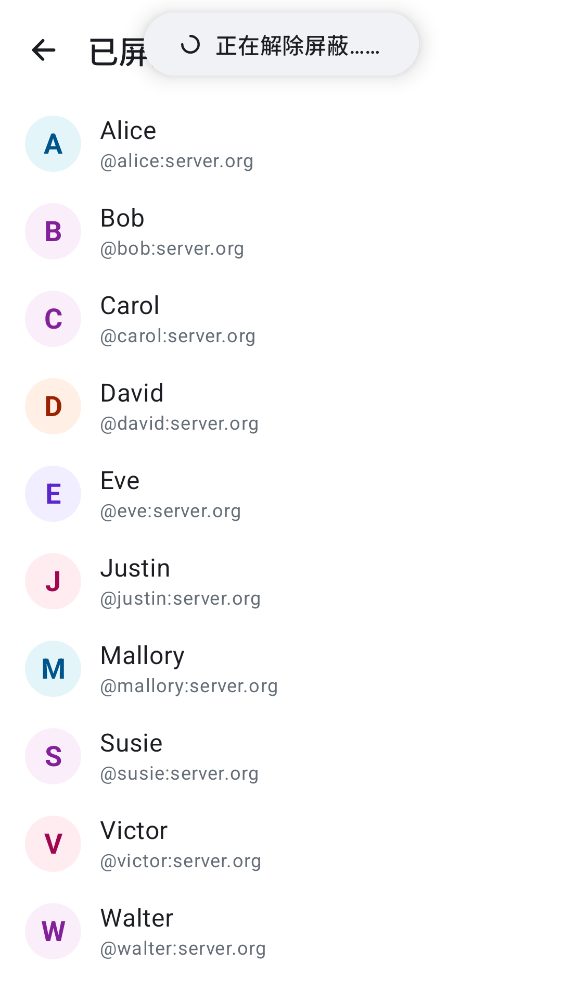 已屏
正在解除屏蔽……
A
Alice
@alice:server.org
B
Bob
@bob:server.org
C
Carol
@carol:server.org
D
David
@david:server.org
E
Eve
@eve:server.org
J
Justin
@justin:server.org
M
Mallory
@mallory:server.org
S
Susie
@susie:server.org
V
Victor
@victor:server.org
W
Walter
@walter:server.org